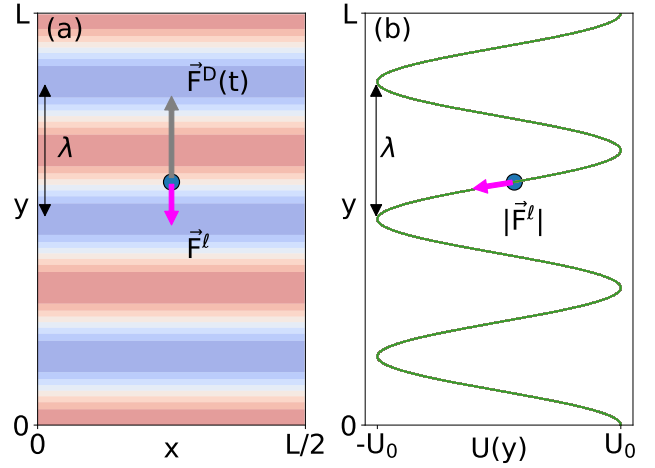 L
(a)
F⃗ᴰ(t)
λ
y
F⃗ˡ
0
0
x
L/2
L
(b)
λ
y
|F⃗ˡ|
0
-U₀
U(y)
U₀